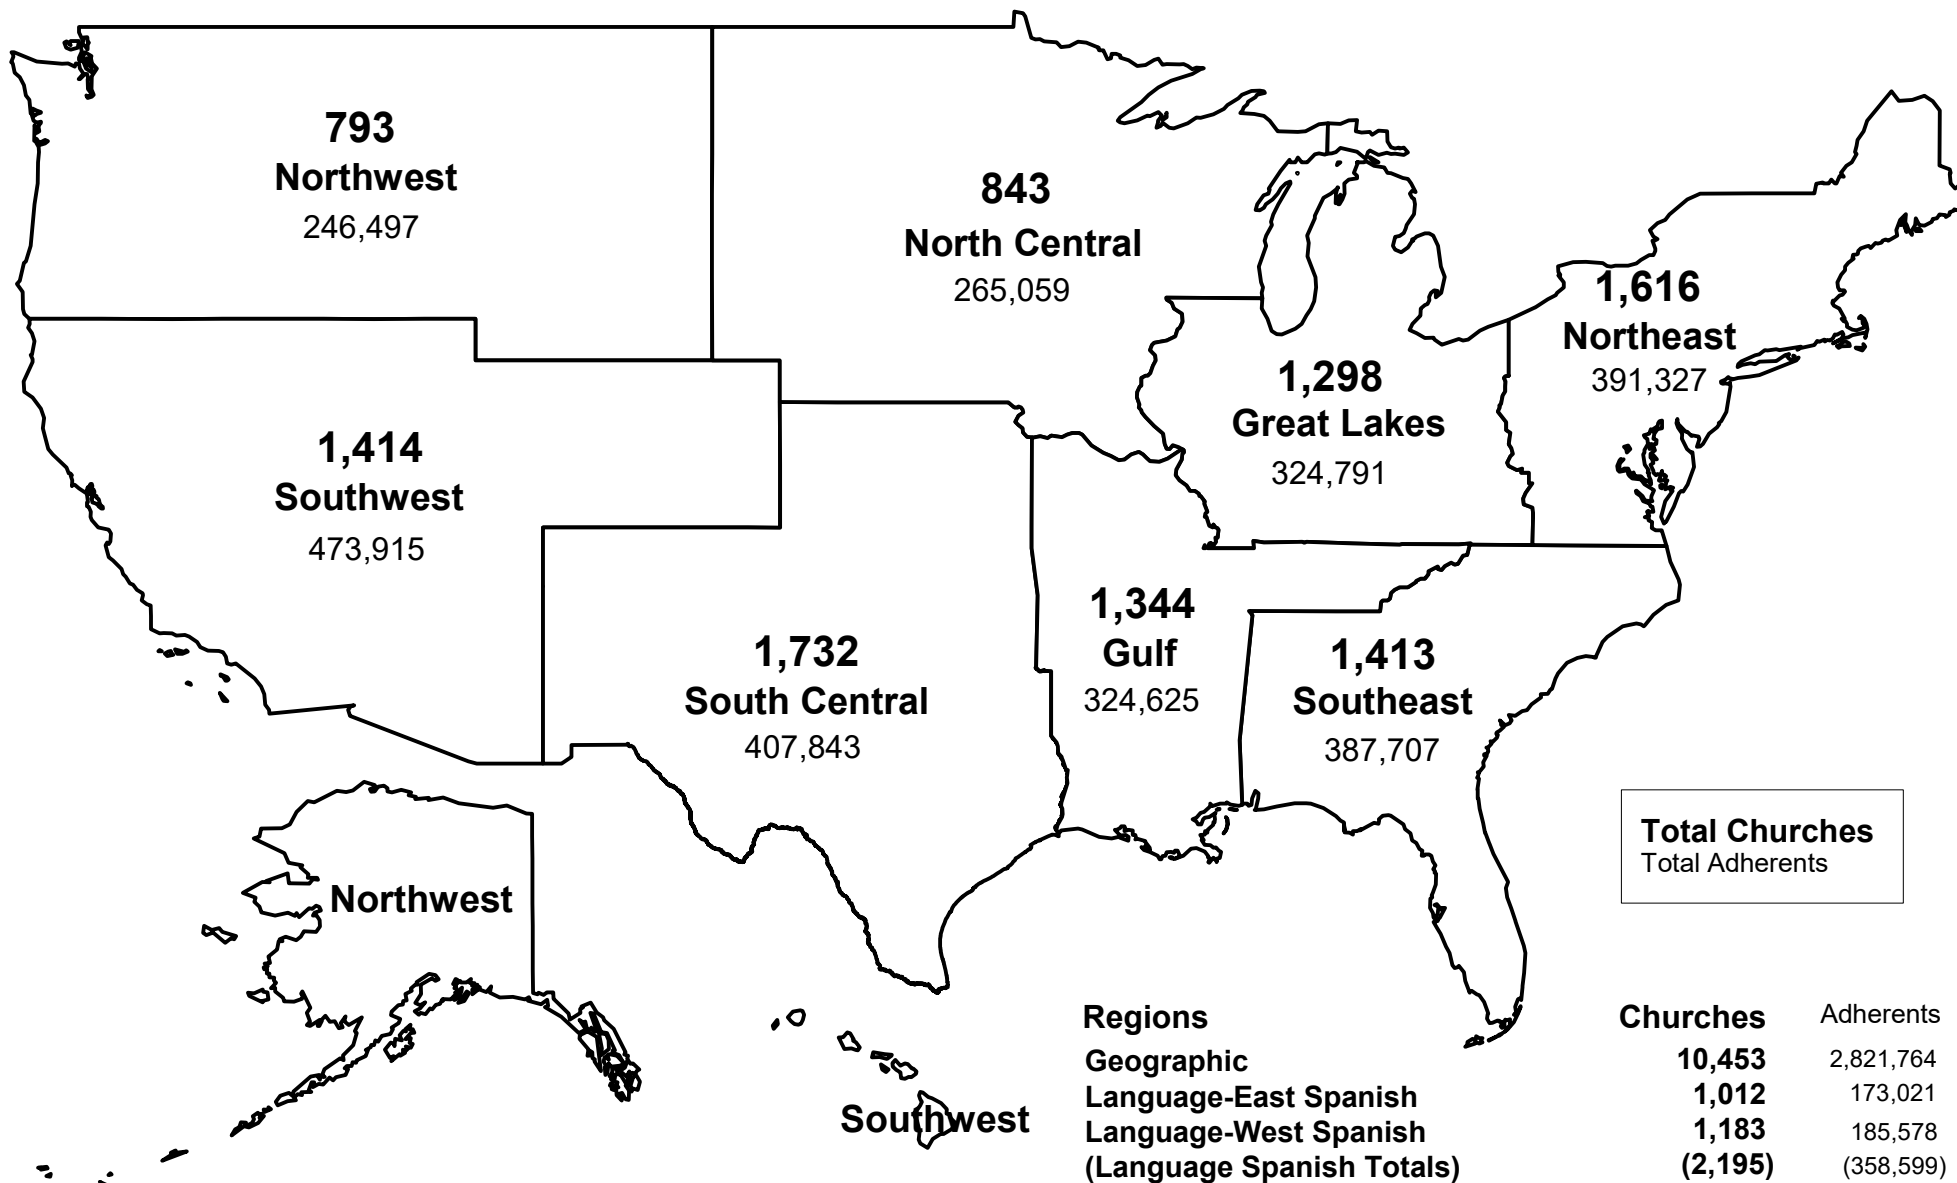 793
Northwest
246,497
843
North Central
265,059
1,616
Northeast
391,327
1,298
Great Lakes
324,791
1,414
Southwest
473,915
1,344
Gulf
324,625
1,732
South Central
407,843
1,413
Southeast
387,707
Total Churches
Total Adherents
Northwest
Southwest
Regions Churches Adherents
Geographic 10,453 2,821,764
Language-East Spanish 1,012 173,021
Language-West Spanish 1,183 185,578
(Language Spanish Totals) (2,195) (358,599)